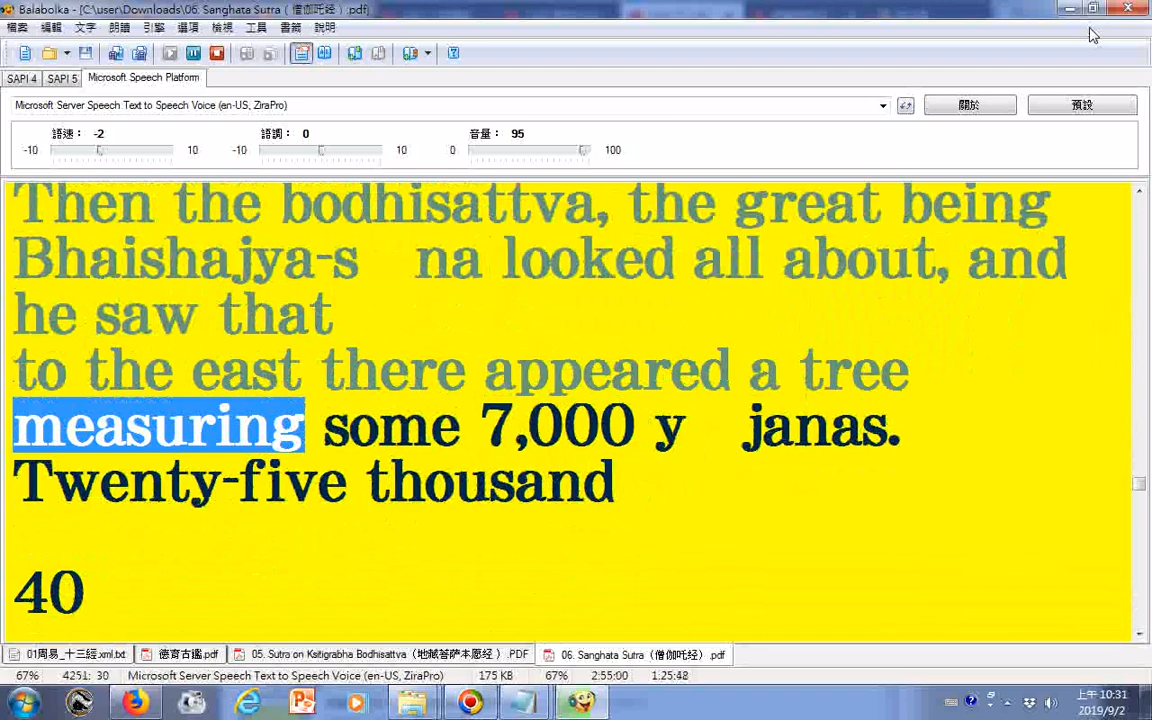 Balabolka - [C:\user\Downloads\06. Sanghata Sutra（僧伽吒经）.pdf]
檔案 編輯 文字 朗讀 引擎 選項 檢視 工具 書籤 說明
SAPI 4 SAPI 5 Microsoft Speech Platform
Microsoft Server Speech Text to Speech Voice (en-US, ZiraPro) 關於 預設
語速： -2 語調： 0 音量： 95
-10 10 -10 10 0 100
Then the bodhisattva, the great being
Bhaishajya-s na looked all about, and
he saw that
to the east there appeared a tree
measuring some 7,000 y janas.
Twenty-five thousand
40
01周易_十三經.xml.txt 德育古鑑.pdf 05. Sutra on Ksitigrabha Bodhisattva（地藏菩萨本愿经）.PDF 06. Sanghata Sutra（僧伽吒经）.pdf
67% 4251: 30 Microsoft Server Speech Text to Speech Voice (en-US, ZiraPro) 175 KB 67% 2:55:00 1:25:48
上午 10:31
2019/9/2